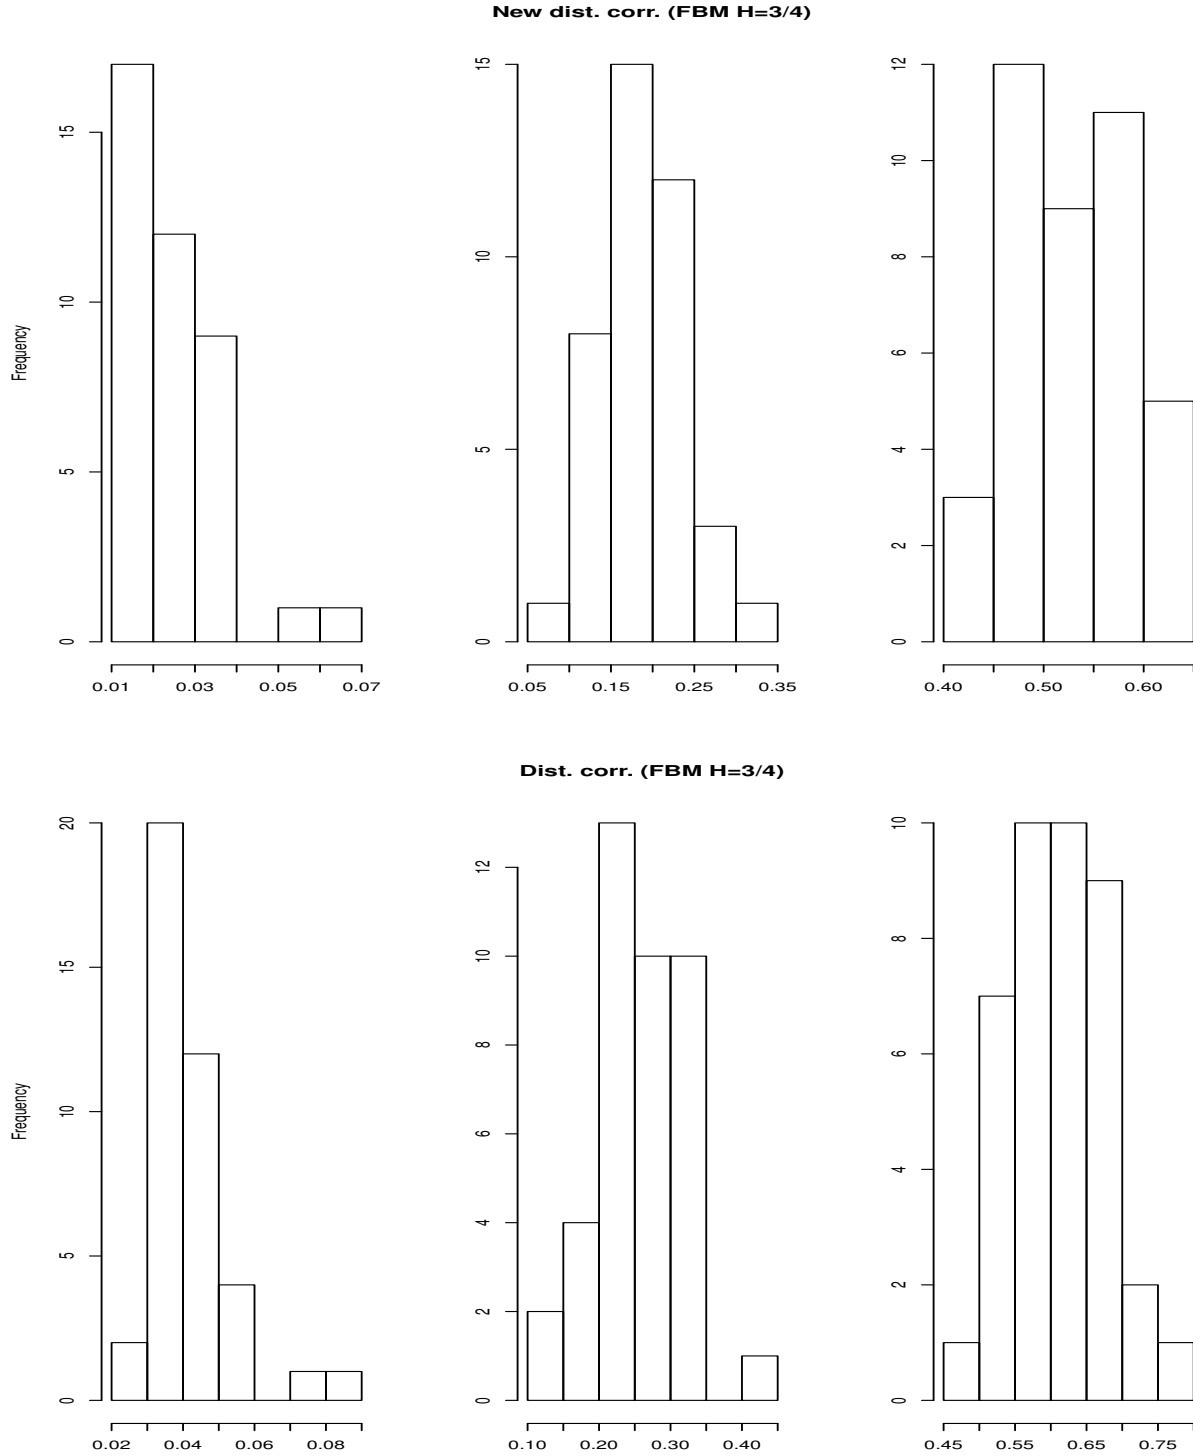 New dist. corr. (FBM H=3/4)
Frequency
0 5 10 15
0.01 0.03 0.05 0.07
0 5 10 15
0.05 0.15 0.25 0.35
0 2 4 6 8 10 12
0.40 0.50 0.60
Dist. corr. (FBM H=3/4)
Frequency
0 5 10 15 20
0.02 0.04 0.06 0.08
0 2 4 6 8 10 12
0.10 0.20 0.30 0.40
0 2 4 6 8 10
0.45 0.55 0.65 0.75